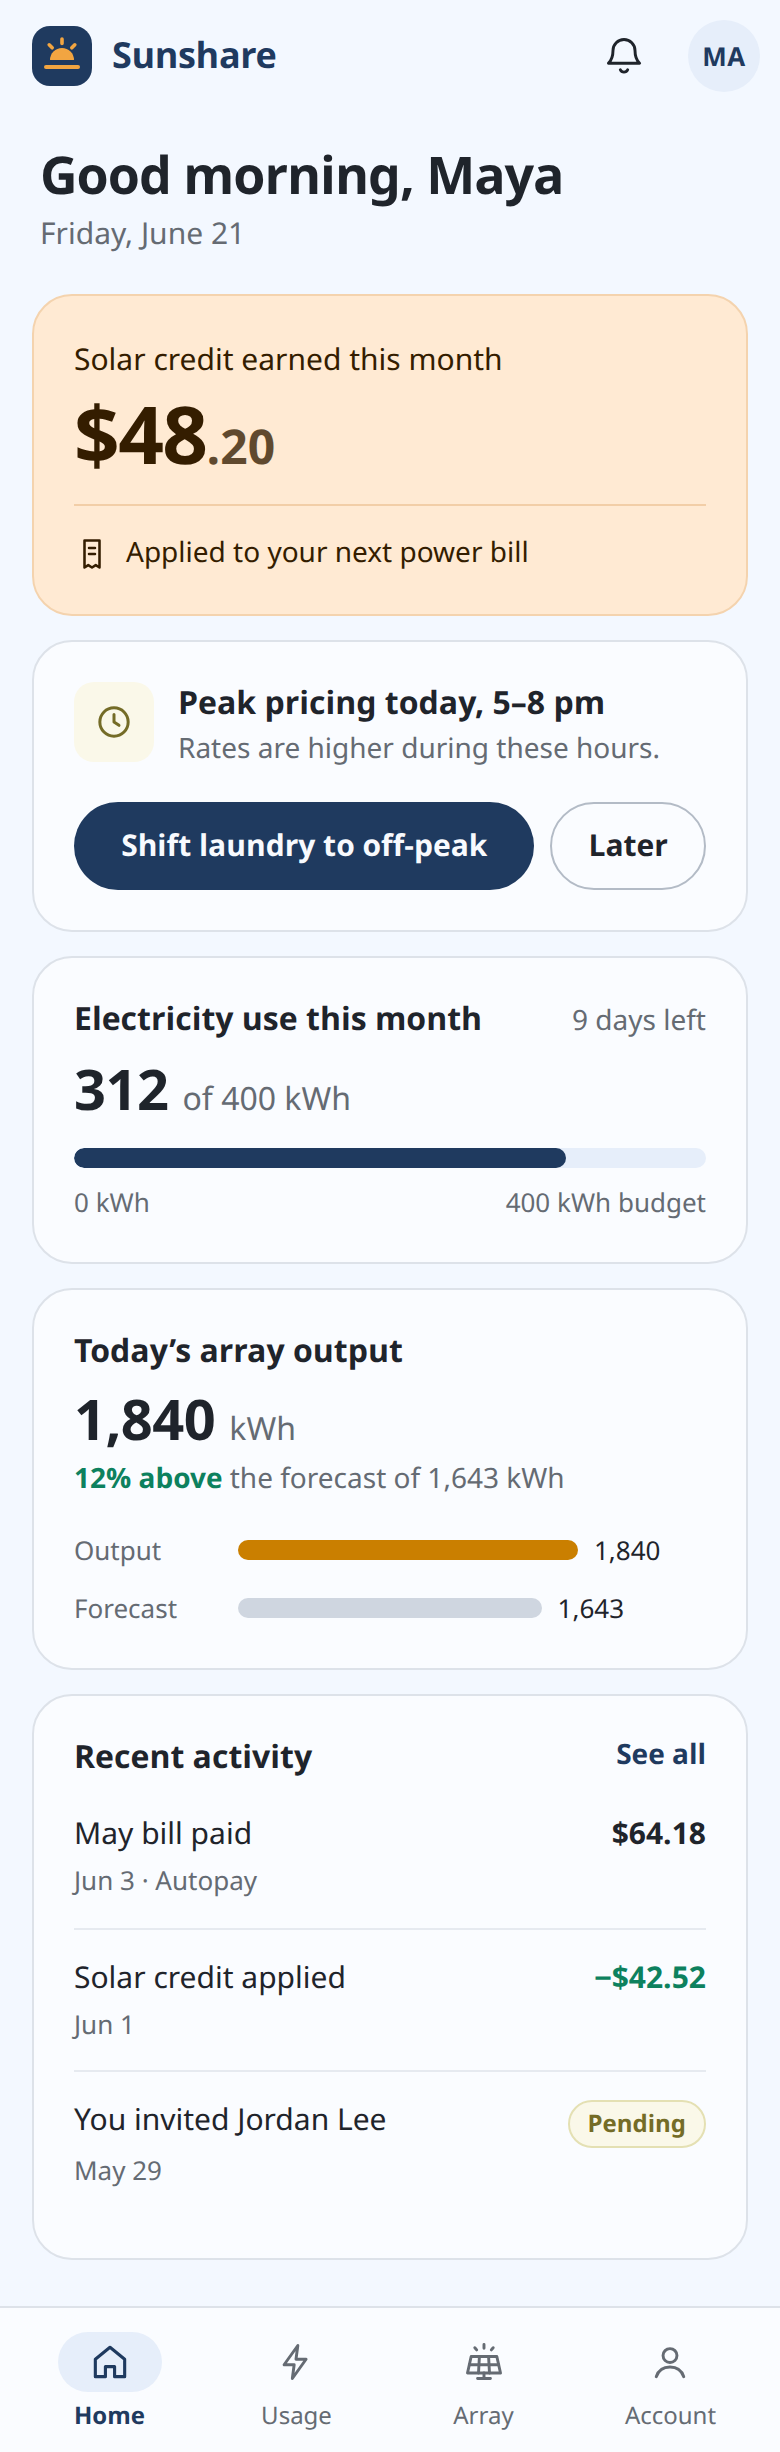 Sunshare
MA
Good morning, Maya
Friday, June 21
Solar credit earned this month
$48.20
Applied to your next power bill
Peak pricing today, 5–8 pm
Rates are higher during these hours.
Shift laundry to off-peak
Later
Electricity use this month
9 days left
312 of 400 kWh
0 kWh
400 kWh budget
Today’s array output
1,840 kWh
12% above the forecast of 1,643 kWh
Output
1,840
Forecast
1,643
Recent activity
See all
May bill paid
$64.18
Jun 3 · Autopay
Solar credit applied
−$42.52
Jun 1
You invited Jordan Lee
Pending
May 29
Home
Usage
Array
Account